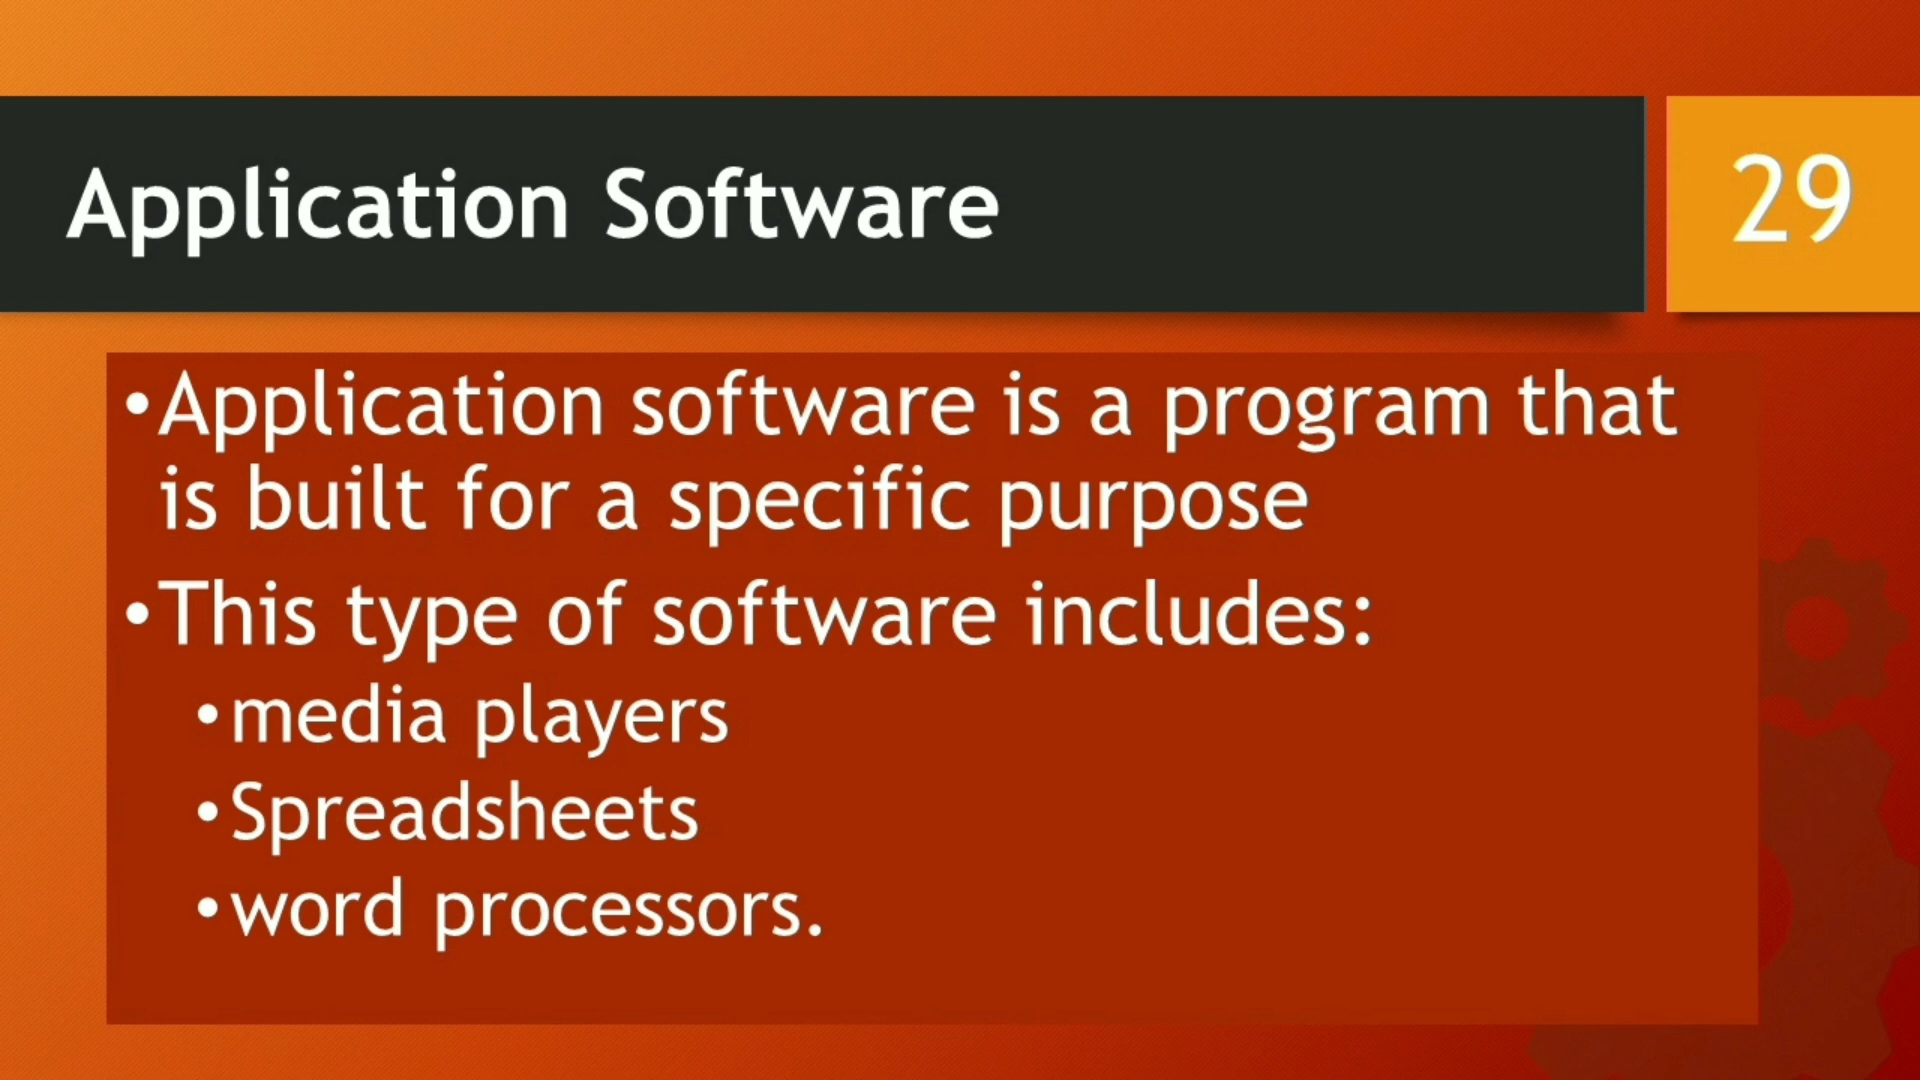 Application Software
29
•Application software is a program that
is built for a specific purpose
•This type of software includes:
•media players
•Spreadsheets
•word processors.